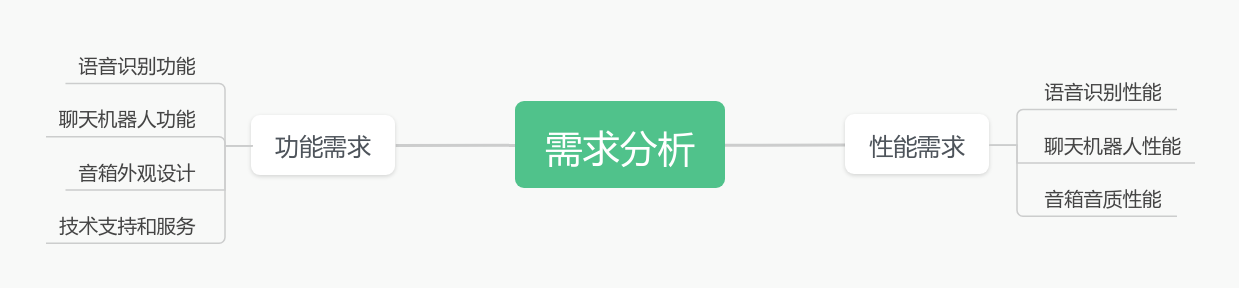 需求分析
功能需求
语音识别功能
聊天机器人功能
音箱外观设计
技术支持和服务
性能需求
语音识别性能
聊天机器人性能
音箱音质性能